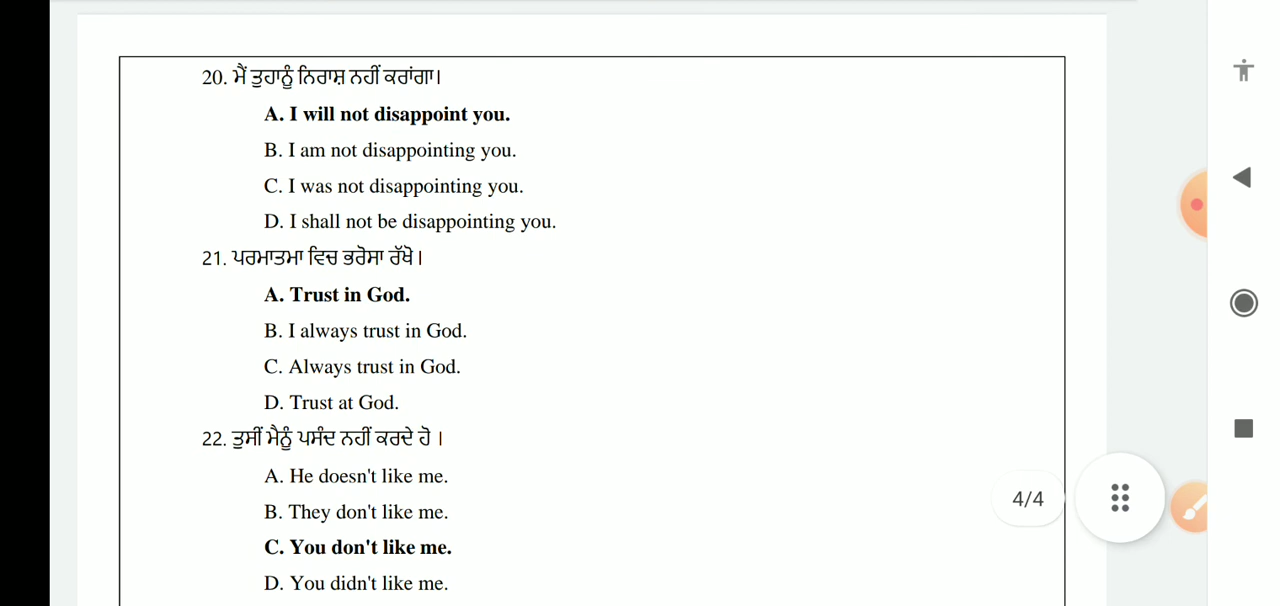 20. ਮੈਂ ਤੁਹਾਨੂੰ ਨਿਰਾਸ਼ ਨਹੀਂ ਕਰਾਂਗਾ।
A. I will not disappoint you.
B. I am not disappointing you.
C. I was not disappointing you.
D. I shall not be disappointing you.
21. ਪਰਮਾਤਮਾ ਵਿਚ ਭਰੋਸਾ ਰੱਖੋ।
A. Trust in God.
B. I always trust in God.
C. Always trust in God.
D. Trust at God.
22. ਤੁਸੀਂ ਮੈਨੂੰ ਪਸੰਦ ਨਹੀਂ ਕਰਦੇ ਹੋ ।
A. He doesn't like me.
B. They don't like me.
C. You don't like me.
D. You didn't like me.
4/4